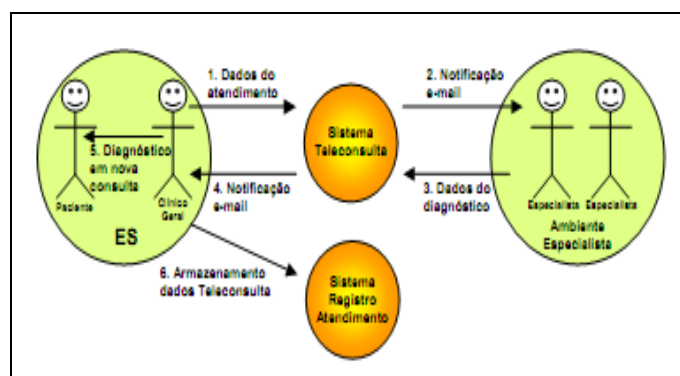 1. Dados do
atendimento
2. Notificação
e-mail
Sistema
Teleconsulta
5. Diagnóstico
em nova
consulta
4. Notificação
e-mail
3. Dados do
diagnóstico
Paciente
Clínico
Geral
ES
Especialista
Especialista
Ambiente
Especialista
6. Armazenamento
dados Teleconsulta
Sistema
Registro
Atendimento